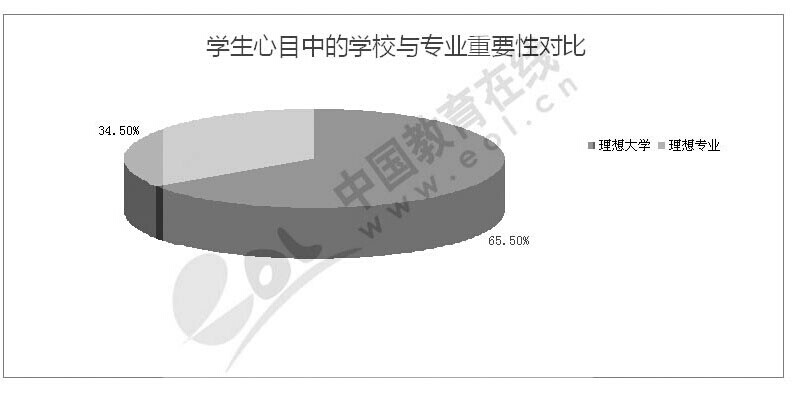 学生心目中的学校与专业重要性对比
34.50%
理想大学 理想专业
65.50%
中国教育在线
www.eol.cn
eol